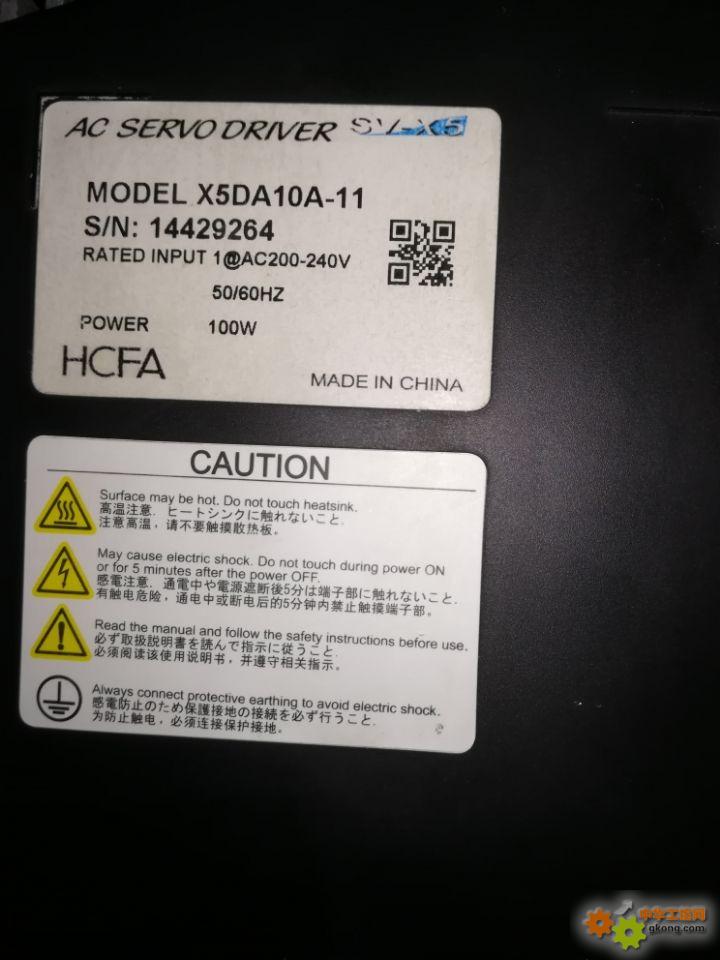 AC SERVO DRIVER SV-X5
MODEL X5DA10A-11
S/N: 14429264
RATED INPUT 1@AC200-240V
50/60HZ
POWER 100W
HCFA
MADE IN CHINA
CAUTION
Surface may be hot. Do not touch heatsink.
高温注意. ヒートシンクに触れないこと.
注意高温，请不要触摸散热板。
May cause electric shock. Do not touch during power ON
or for 5 minutes after the power OFF.
感電注意. 通電中や電源遮断後5分は端子部に触れないこと.
有触电危险，通电中或断电后的5分钟内禁止触摸端子部。
Read the manual and follow the safety instructions before use.
必ず取扱説明書を読んで指示に従うこと.
必须阅读该使用说明书，并遵守相关指示。
Always connect protective earthing to avoid electric shock.
感電防止のため保護接地の接続を必ず行うこと.
为防止触电，必须连接保护接地。
中华工控网
gkong.com